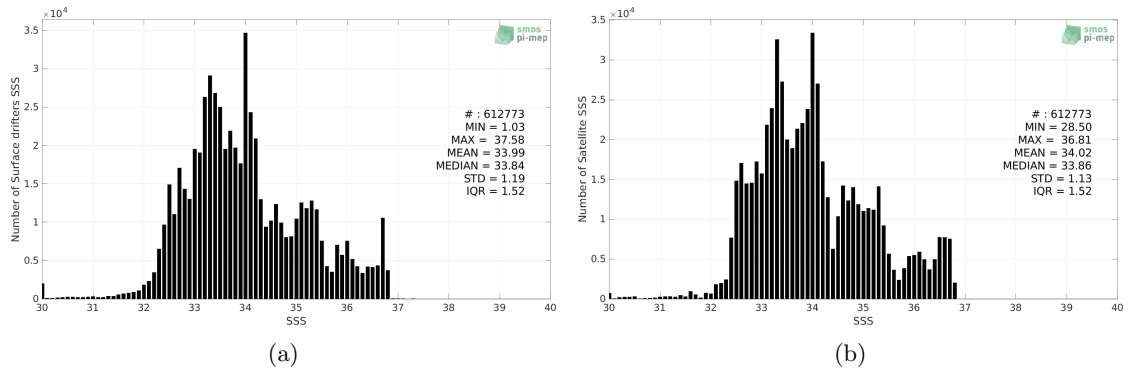 ×10⁴
3.5
3
2.5
2
1.5
1
0.5
0
30 31 32 33 34 35 36 37 38 39 40
SSS
Number of Surface drifters SSS
smos
pi-mep
# : 612773
MIN = 1.03
MAX = 37.58
MEAN = 33.99
MEDIAN = 33.84
STD = 1.19
IQR = 1.52
(a)
×10⁴
3.5
3
2.5
2
1.5
1
0.5
0
30 31 32 33 34 35 36 37 38 39 40
SSS
Number of Satellite SSS
smos
pi-mep
# : 612773
MIN = 28.50
MAX = 36.81
MEAN = 34.02
MEDIAN = 33.86
STD = 1.13
IQR = 1.52
(b)